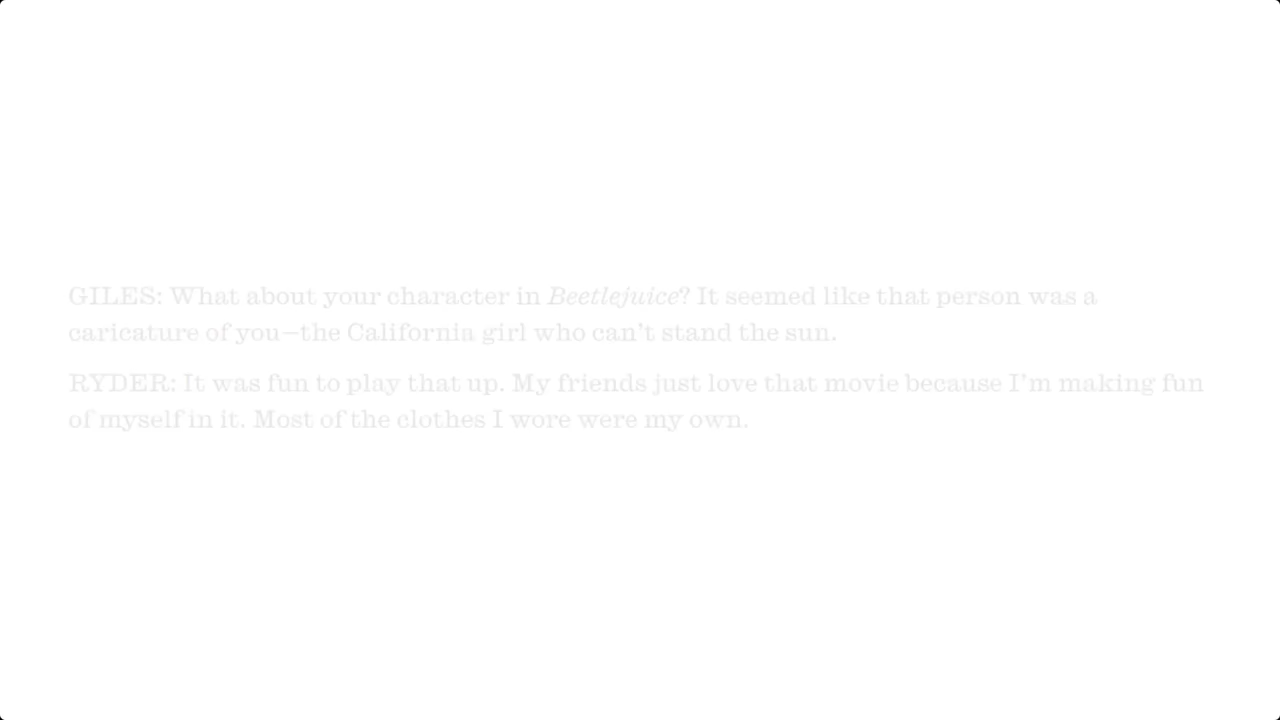 GILES: What about your character in Beetlejuice? It seemed like that person was a
caricature of you—the California girl who can't stand the sun.
RYDER: It was fun to play that up. My friends just love that movie because I'm making fun
of myself in it. Most of the clothes I wore were my own.